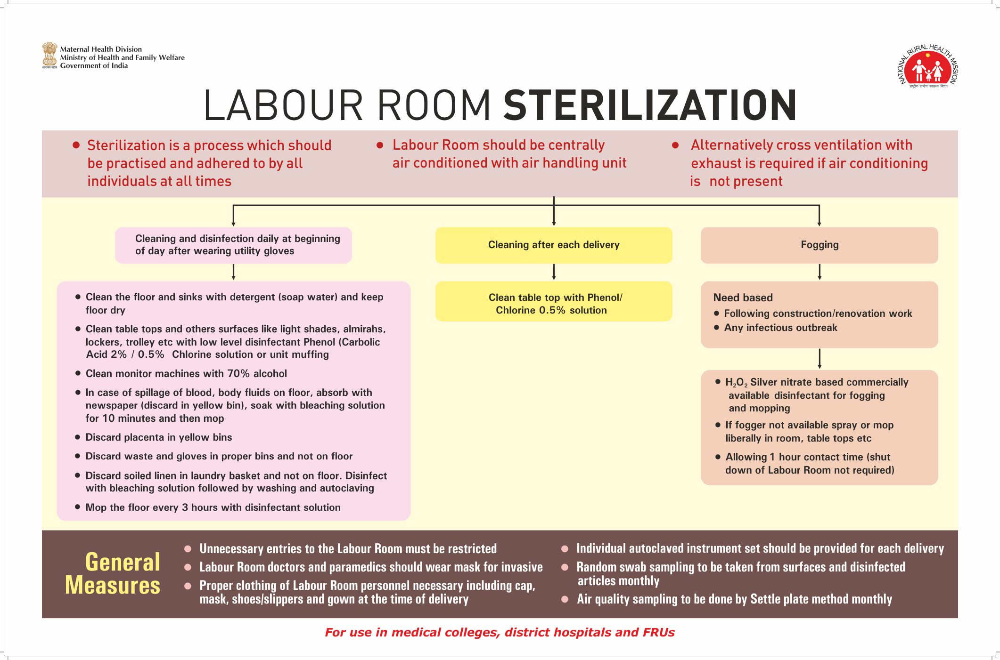 Maternal Health Division
Ministry of Health and Family Welfare
Government of India
सत्यमेव जयते
NATIONAL RURAL HEALTH MISSION
राष्ट्रीय ग्रामीण स्वास्थ्य मिशन
LABOUR ROOM STERILIZATION
● Sterilization is a process which should
be practised and adhered to by all
individuals at all times
● Labour Room should be centrally
air conditioned with air handling unit
● Alternatively cross ventilation with
exhaust is required if air conditioning
is not present
Cleaning and disinfection daily at beginning
of day after wearing utility gloves
● Clean the floor and sinks with detergent (soap water) and keep
floor dry
● Clean table tops and others surfaces like light shades, almirahs,
lockers, trolley etc with low level disinfectant Phenol (Carbolic
Acid 2% / 0.5% Chlorine solution or unit muffing
● Clean monitor machines with 70% alcohol
● In case of spillage of blood, body fluids on floor, absorb with
newspaper (discard in yellow bin), soak with bleaching solution
for 10 minutes and then mop
● Discard placenta in yellow bins
● Discard waste and gloves in proper bins and not on floor
● Discard soiled linen in laundry basket and not on floor. Disinfect
with bleaching solution followed by washing and autoclaving
● Mop the floor every 3 hours with disinfectant solution
Cleaning after each delivery
Clean table top with Phenol/
Chlorine 0.5% solution
Fogging
Need based
● Following construction/renovation work
● Any infectious outbreak
● H₂O₂ Silver nitrate based commercially
available disinfectant for fogging
and mopping
● If fogger not available spray or mop
liberally in room, table tops etc
● Allowing 1 hour contact time (shut
down of Labour Room not required)
General
Measures
● Unnecessary entries to the Labour Room must be restricted
● Labour Room doctors and paramedics should wear mask for invasive
● Proper clothing of Labour Room personnel necessary including cap,
mask, shoes/slippers and gown at the time of delivery
● Individual autoclaved instrument set should be provided for each delivery
● Random swab sampling to be taken from surfaces and disinfected
articles monthly
● Air quality sampling to be done by Settle plate method monthly
For use in medical colleges, district hospitals and FRUs